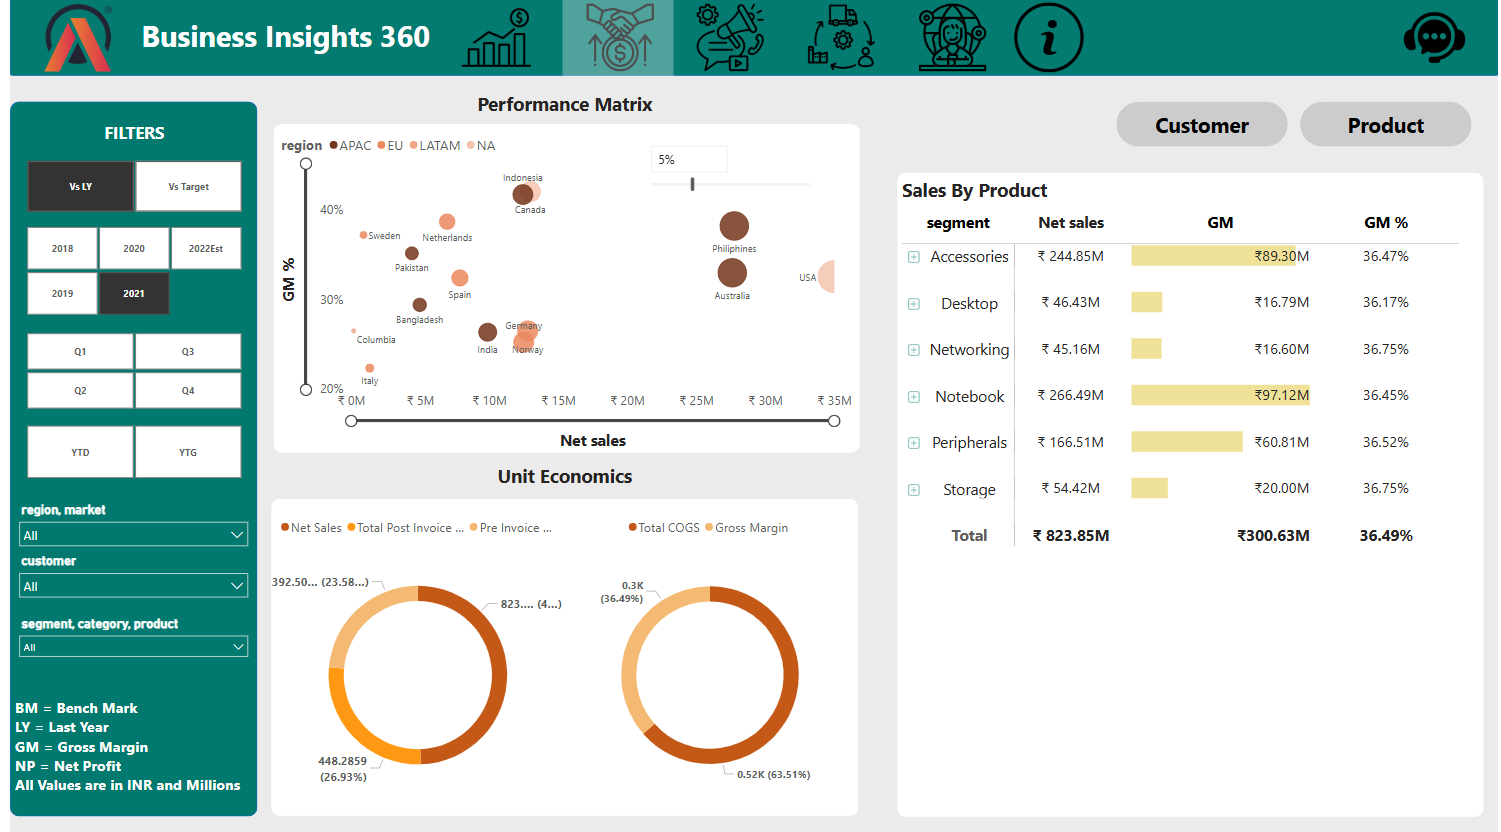 Business Insights 360
FILTERS
Vs LY
Vs Target
2018
2020
2022Est
2019
2021
Q1
Q3
Q2
Q4
YTD
YTG
region, market
All
customer
All
segment, category, product
All
BM = Bench Mark
LY = Last Year
GM = Gross Margin
NP = Net Profit
All Values are in INR and Millions
Performance Matrix
region APAC EU LATAM NA
5%
GM %
40%
30%
20%
Indonesia
Canada
Sweden
Netherlands
Pakistan
Philiphines
Australia
USA
Spain
Bangladesh
Columbia
India
Germany
Norway
Italy
₹ 0M ₹ 5M ₹ 10M ₹ 15M ₹ 20M ₹ 25M ₹ 30M ₹ 35M
Net sales
Unit Economics
Net Sales Total Post Invoice ... Pre Invoice ...
392.50... (23.58...)
823.... (4...)
448.2859
(26.93%)
Total COGS Gross Margin
0.3K
(36.49%)
0.52K (63.51%)
Customer
Product
Sales By Product
segment Net sales GM GM %
Accessories ₹ 244.85M ₹89.30M 36.47%
Desktop ₹ 46.43M ₹16.79M 36.17%
Networking ₹ 45.16M ₹16.60M 36.75%
Notebook ₹ 266.49M ₹97.12M 36.45%
Peripherals ₹ 166.51M ₹60.81M 36.52%
Storage ₹ 54.42M ₹20.00M 36.75%
Total ₹ 823.85M ₹300.63M 36.49%